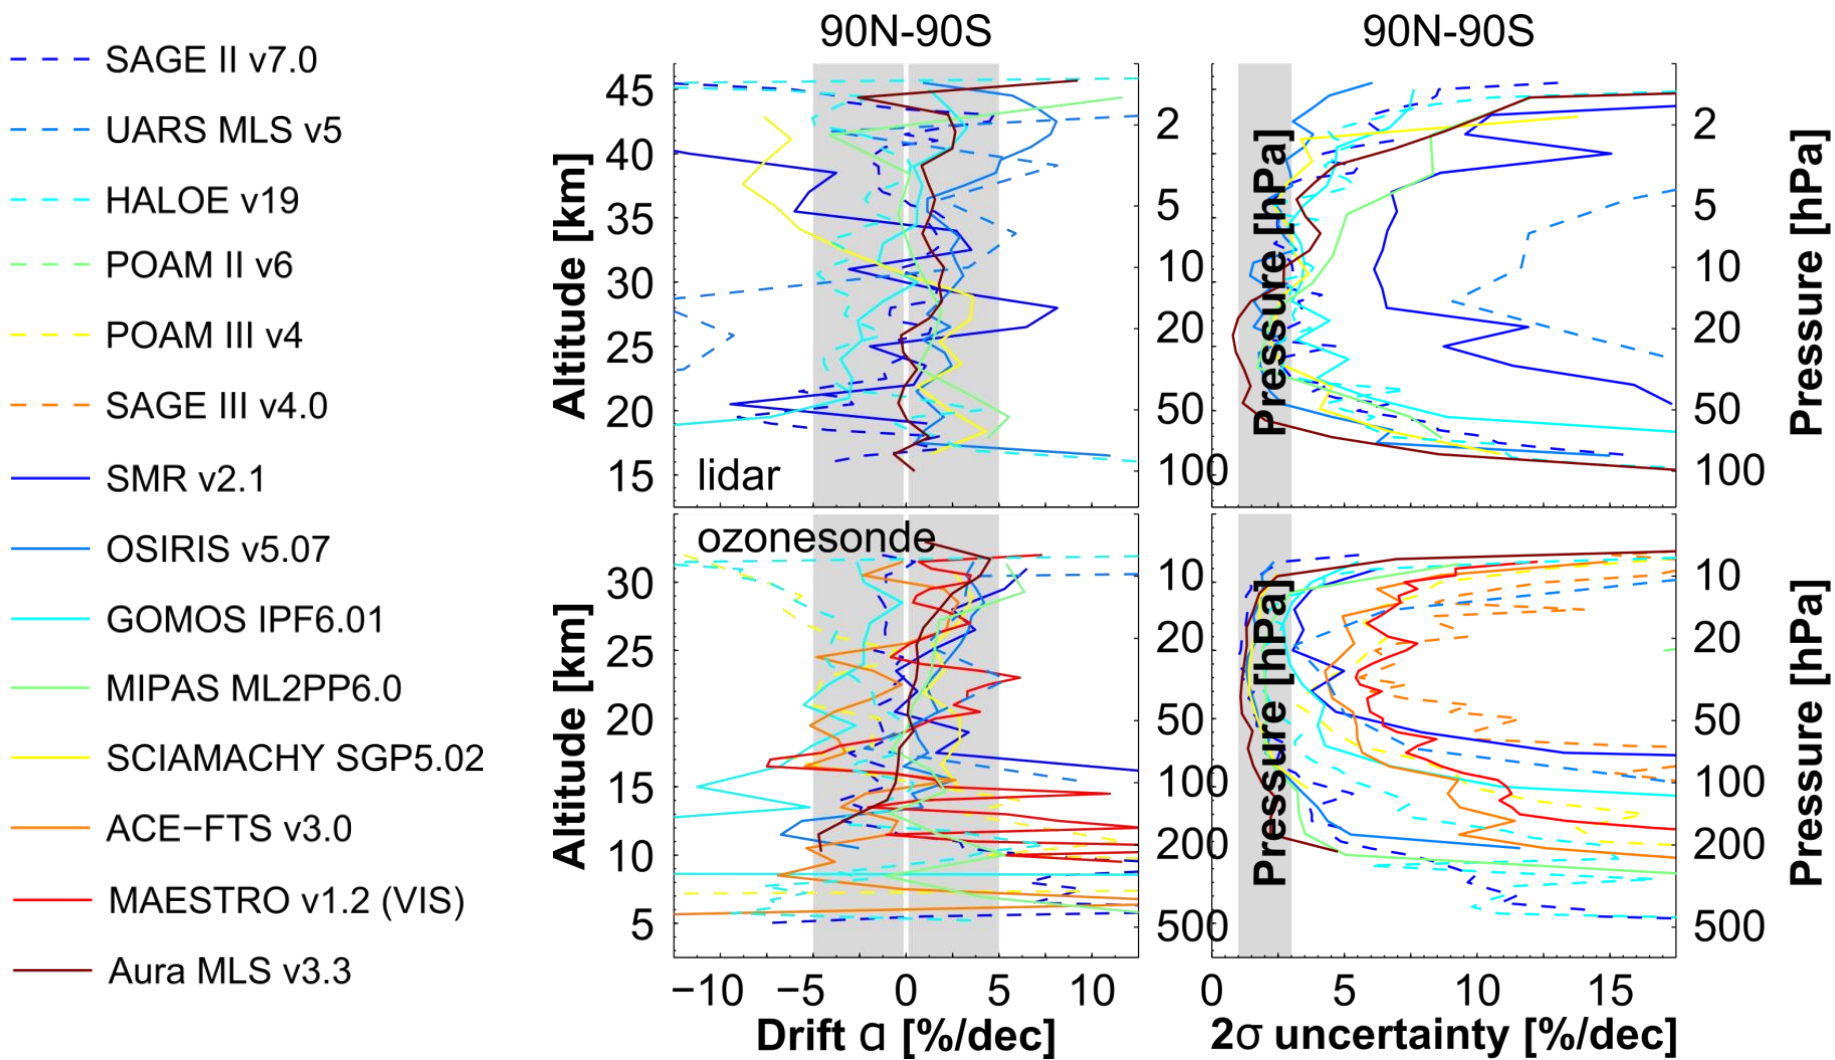 SAGE II v7.0
UARS MLS v5
HALOE v19
POAM II v6
POAM III v4
SAGE III v4.0
SMR v2.1
OSIRIS v5.07
GOMOS IPF6.01
MIPAS ML2PP6.0
SCIAMACHY SGP5.02
ACE−FTS v3.0
MAESTRO v1.2 (VIS)
Aura MLS v3.3
90N-90S
Altitude [km]
45
40
35
30
25
20
15
lidar
2
5
10
20
50
100
Pressure [hPa]
90N-90S
2
5
10
20
50
100
Pressure [hPa]
Altitude [km]
30
25
20
15
10
5
ozonesonde
10
20
50
100
200
500
Pressure [hPa]
10
20
50
100
200
500
Pressure [hPa]
−10 −5 0 5 10
Drift α [%/dec]
0 5 10 15
2σ uncertainty [%/dec]